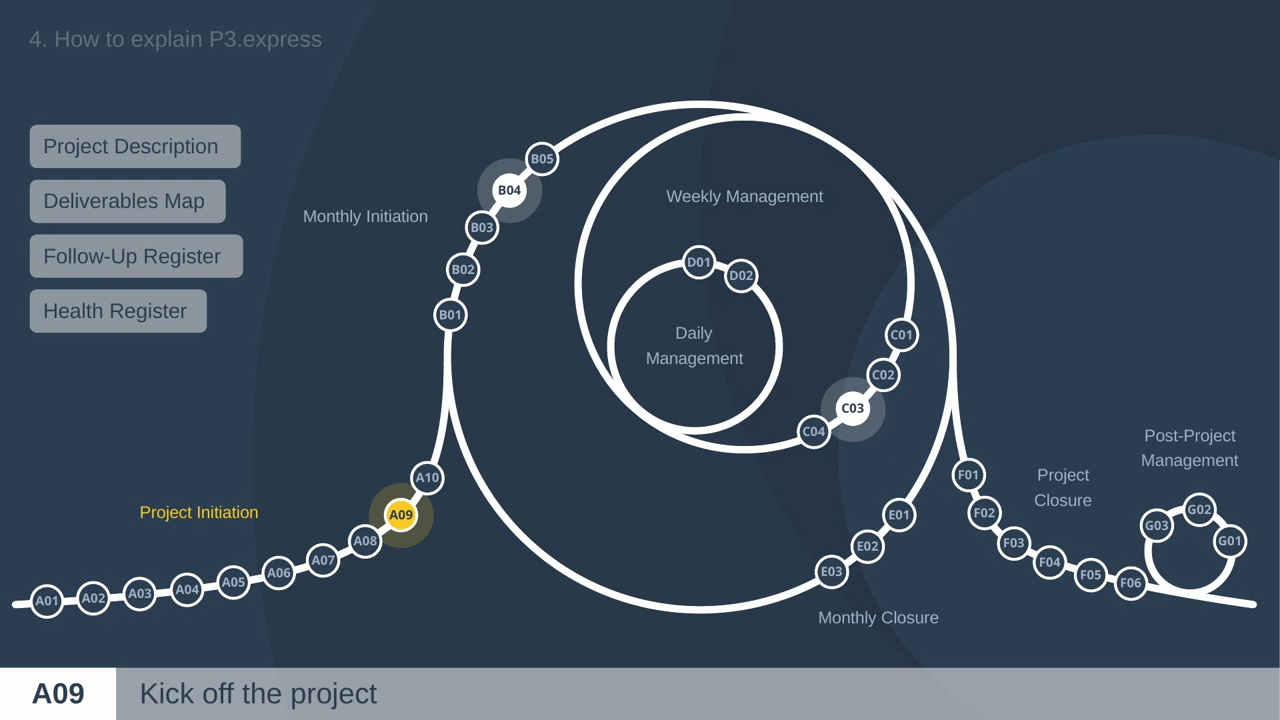 4. How to explain P3.express
Project Description
Deliverables Map
Follow-Up Register
Health Register
Monthly Initiation
B05
B04
B03
B02
B01
Weekly Management
D01
D02
Daily
Management
C01
C02
C03
C04
Project Initiation
A01
A02
A03
A04
A05
A06
A07
A08
A09
A10
E01
E02
E03
Monthly Closure
F01
F02
F03
F04
F05
F06
Project
Closure
Post-Project
Management
G03
G02
G01
A09
Kick off the project